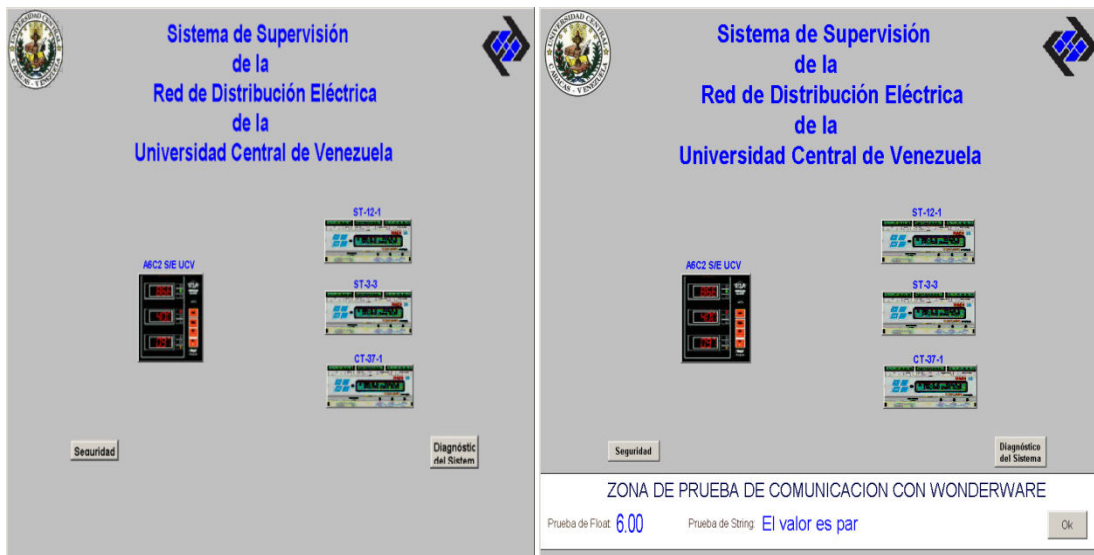 Sistema de Supervisión
de la
Red de Distribución Eléctrica
de la
Universidad Central de Venezuela
ST-12-1
A6C2 S/E UCV
ST-3-3
CT-37-1
Seguridad
Diagnóstic
del Sistem
UNIVERSIDAD CENTRAL
CARACAS - VENEZUELA
Sistema de Supervisión
de la
Red de Distribución Eléctrica
de la
Universidad Central de Venezuela
ST-12-1
A6C2 S/E UCV
ST-3-3
CT-37-1
Seguridad
Diagnóstico
del Sistema
ZONA DE PRUEBA DE COMUNICACION CON WONDERWARE
Prueba de Float: 6.00 Prueba de String: El valor es par
Ok